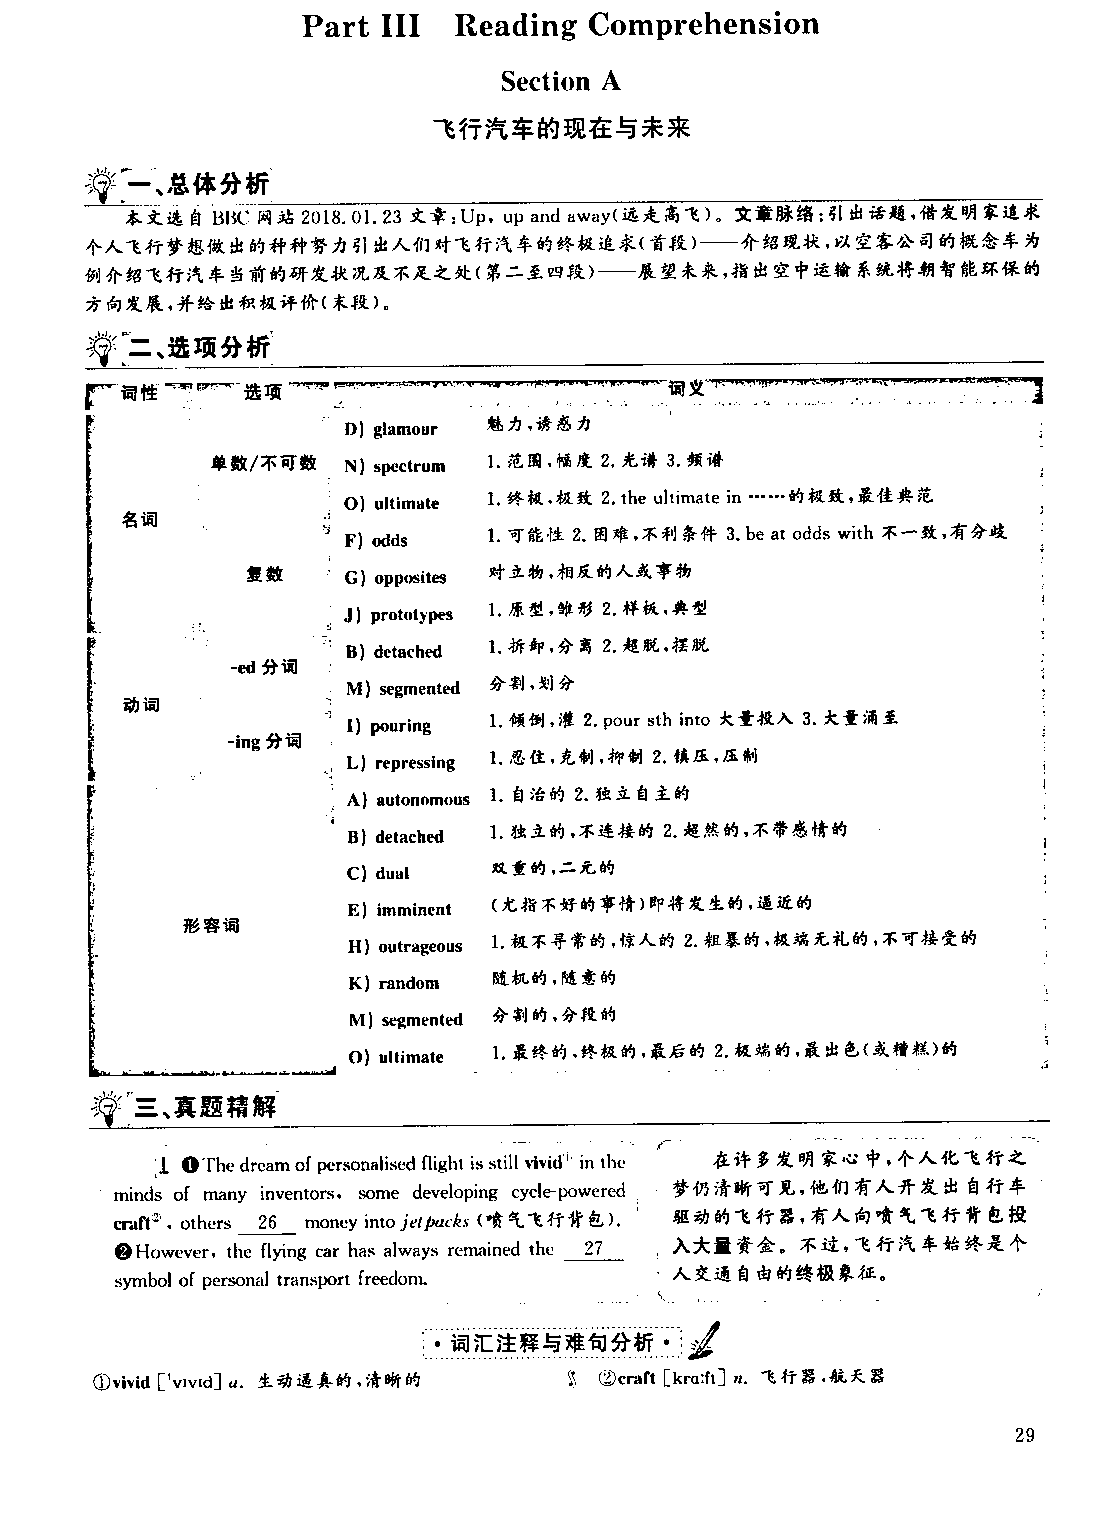 Part III Reading Comprehension
Section A
飞行汽车的现在与未来
一、总体分析
本文选自 BBC 网站 2018.01.23 文章:Up, up and away(远走高飞)。文章脉络:引出话题,借发明家追求
个人飞行梦想做出的种种努力引出人们对飞行汽车的终极追求(首段)——介绍现状,以空客公司的概念车为
例介绍飞行汽车当前的研发状况及不足之处(第二至四段)——展望未来,指出空中运输系统将朝智能环保的
方向发展,并给出积极评价(末段)。
二、选项分析
词性 选项 词义
D) glamour 魅力,诱惑力
单数/不可数 N) spectrum 1.范围,幅度 2.光谱 3.频谱
O) ultimate 1.终极,极致 2.the ultimate in ……的极致,最佳典范
名词
F) odds 1.可能性 2.困难,不利条件 3.be at odds with 不一致,有分歧
复数 G) opposites 对立物,相反的人或事物
J) prototypes 1.原型,雏形 2.样板,典型
B) detached 1.拆卸,分离 2.超脱,摆脱
-ed 分词
M) segmented 分割,划分
动词
I) pouring 1.倾倒,灌 2.pour sth into 大量投入 3.大量涌至
-ing 分词
L) repressing 1.忍住,克制,抑制 2.镇压,压制
A) autonomous 1.自治的 2.独立自主的
B) detached 1.独立的,不连接的 2.超然的,不带感情的
C) dual 双重的,二元的
E) imminent (尤指不好的事情)即将发生的,逼近的
形容词
H) outrageous 1.极不寻常的,惊人的 2.粗暴的,极端无礼的,不可接受的
K) random 随机的,随意的
M) segmented 分割的,分段的
O) ultimate 1.最终的、终极的,最后的 2.极端的,最出色(或糟糕)的
三、真题精解
1 ❶The dream of personalised flight is still vivid① in the
minds of many inventors, some developing cycle-powered
craft②, others 26 money into jetpacks (喷气飞行背包).
❷However, the flying car has always remained the 27
symbol of personal transport freedom.
在许多发明家心中,个人化飞行之
梦仍清晰可见,他们有人开发出自行车
驱动的飞行器,有人向喷气飞行背包投
入大量资金。不过,飞行汽车始终是个
人交通自由的终极象征。
·词汇注释与难句分析·
①vivid [ˈvɪvɪd] a. 生动逼真的,清晰的
②craft [krɑːft] n. 飞行器,航天器
29